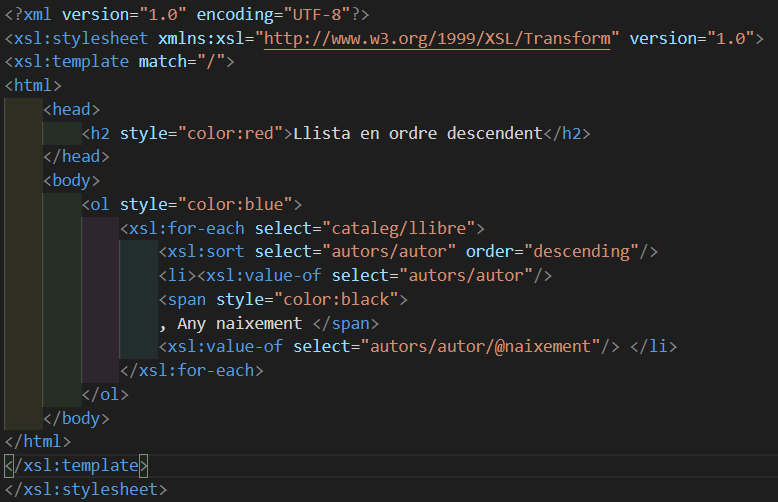 <?xml version="1.0" encoding="UTF-8"?>
<xsl:stylesheet xmlns:xsl="http://www.w3.org/1999/XSL/Transform" version="1.0">
<xsl:template match="/">
<html>
    <head>
        <h2 style="color:red">Llista en ordre descendent</h2>
    </head>
    <body>
        <ol style="color:blue">
            <xsl:for-each select="cataleg/llibre">
                <xsl:sort select="autors/autor" order="descending"/>
                <li><xsl:value-of select="autors/autor"/>
                <span style="color:black">
                , Any naixement </span>
                <xsl:value-of select="autors/autor/@naixement"/> </li>
            </xsl:for-each>
        </ol>
    </body>
</html>
</xsl:template>
</xsl:stylesheet>